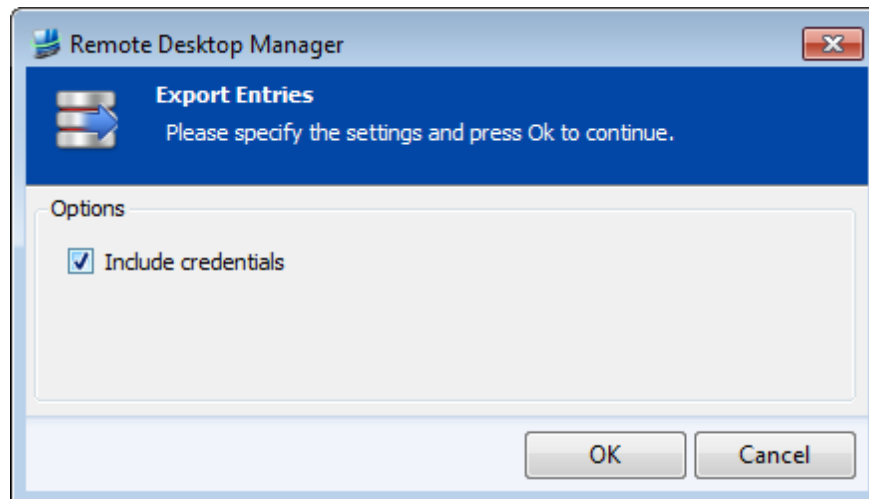 Remote Desktop Manager
Export Entries
Please specify the settings and press Ok to continue.
Options
Include credentials
OK
Cancel